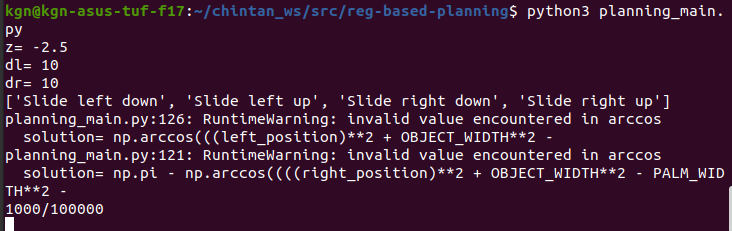 kgn@kgn-asus-tuf-f17:~/chintan_ws/src/reg-based-planning$ python3 planning_main.
py
z= -2.5
dl= 10
dr= 10
['Slide left down', 'Slide left up', 'Slide right down', 'Slide right up']
planning_main.py:126: RuntimeWarning: invalid value encountered in arccos
  solution= np.arccos(((left_position)**2 + OBJECT_WIDTH**2 -
planning_main.py:121: RuntimeWarning: invalid value encountered in arccos
  solution= np.pi - np.arccos((((right_position)**2 + OBJECT_WIDTH**2 - PALM_WID
TH**2 -
1000/100000